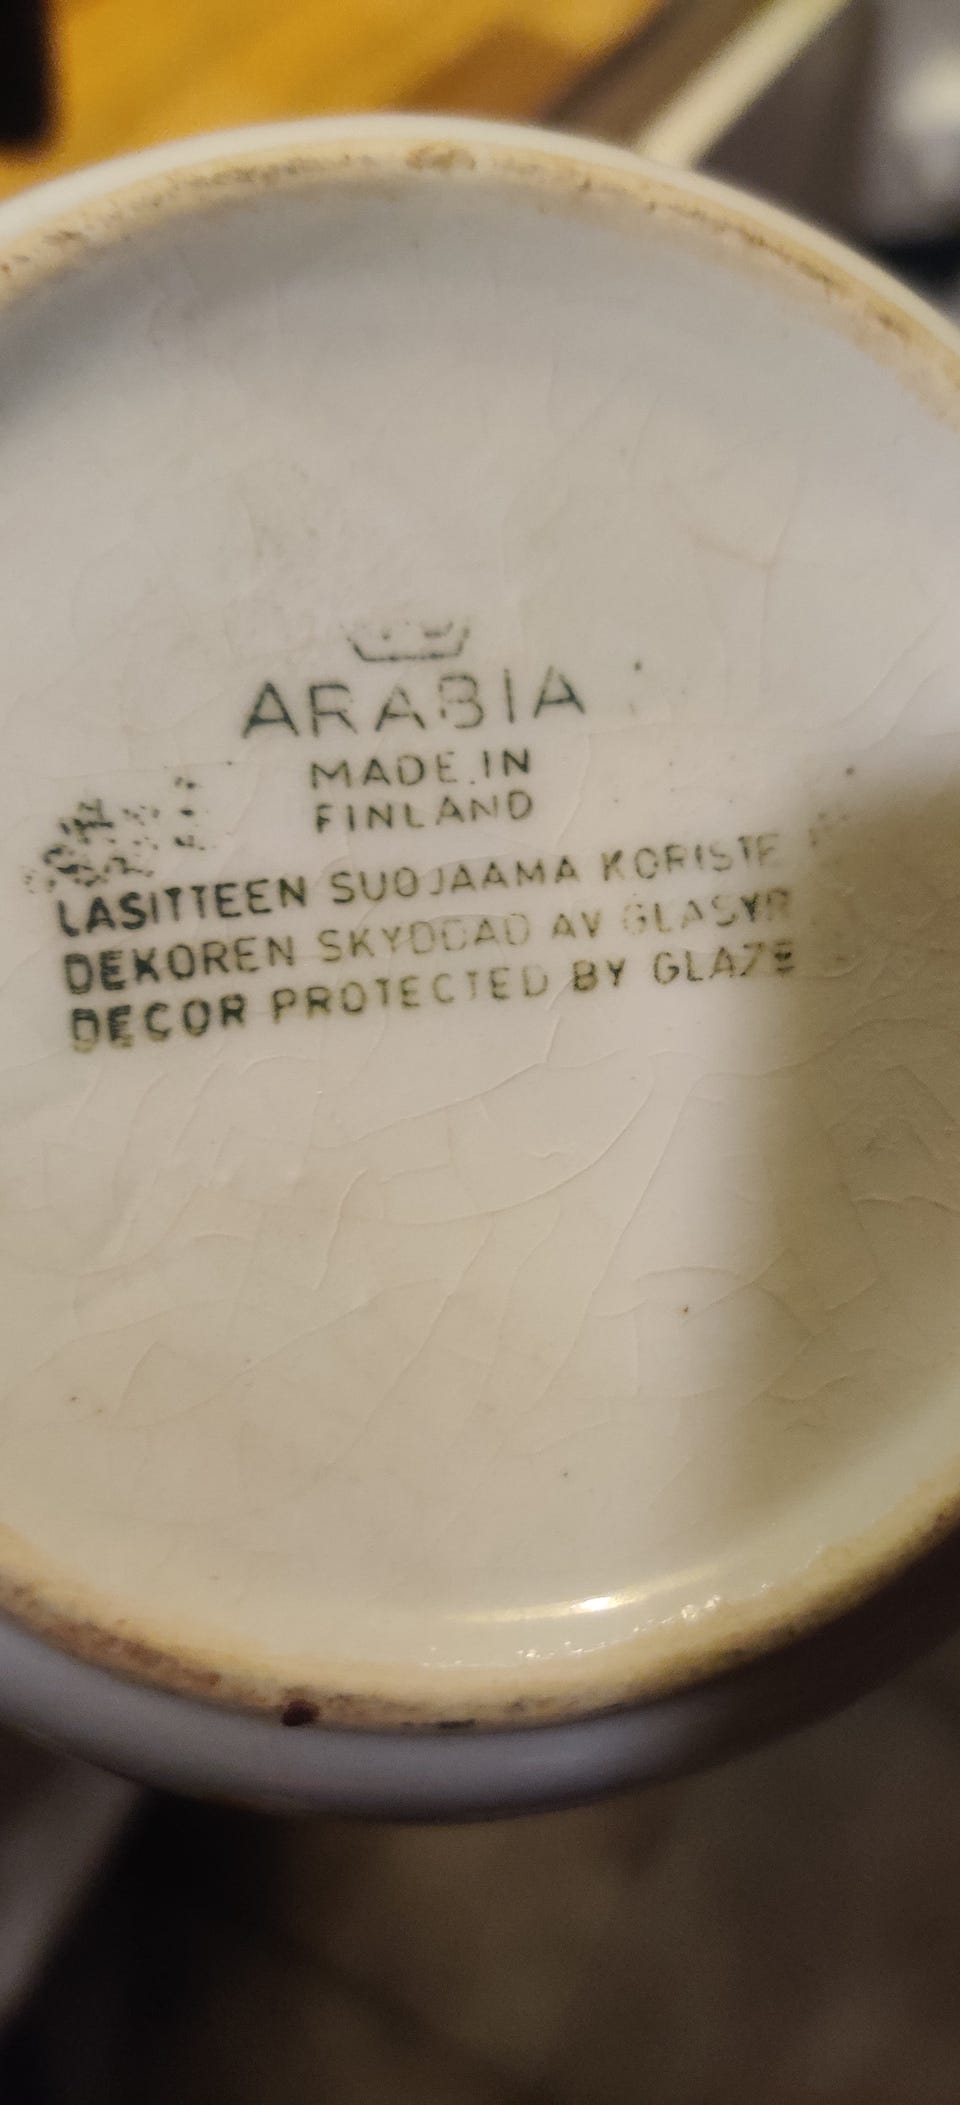 ARABIA
MADE IN
FINLAND
LASITTEEN SUOJAAMA KORISTE
DEKOREN SKYDDAD AV GLASYR
DECOR PROTECTED BY GLAZE